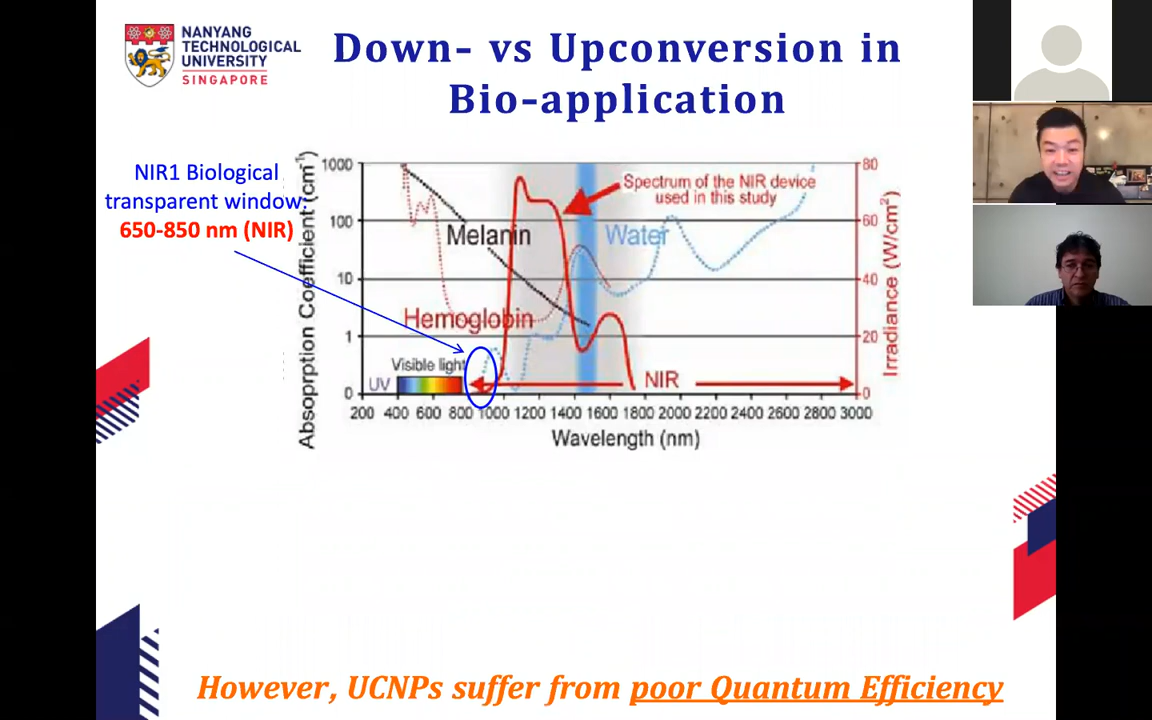 NANYANG
TECHNOLOGICAL
UNIVERSITY
SINGAPORE
Down- vs Upconversion in
Bio-application
NIR1 Biological
transparent window:
650-850 nm (NIR)
Absoprption Coefficient (cm⁻¹)
1000
100
10
1
0
80
60
40
20
0
Irradiance (W/cm²)
Spectrum of the NIR device
used in this study
Melanin
Water
Hemoglobin
Visible light
UV
NIR
200 400 600 800 1000 1200 1400 1600 1800 2000 2200 2400 2600 2800 3000
Wavelength (nm)
However, UCNPs suffer from poor Quantum Efficiency